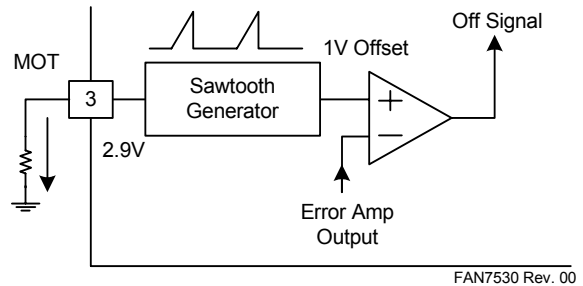 Off Signal
1V Offset
MOT
3
Sawtooth
Generator
+
−
2.9V
Error Amp
Output
FAN7530 Rev. 00